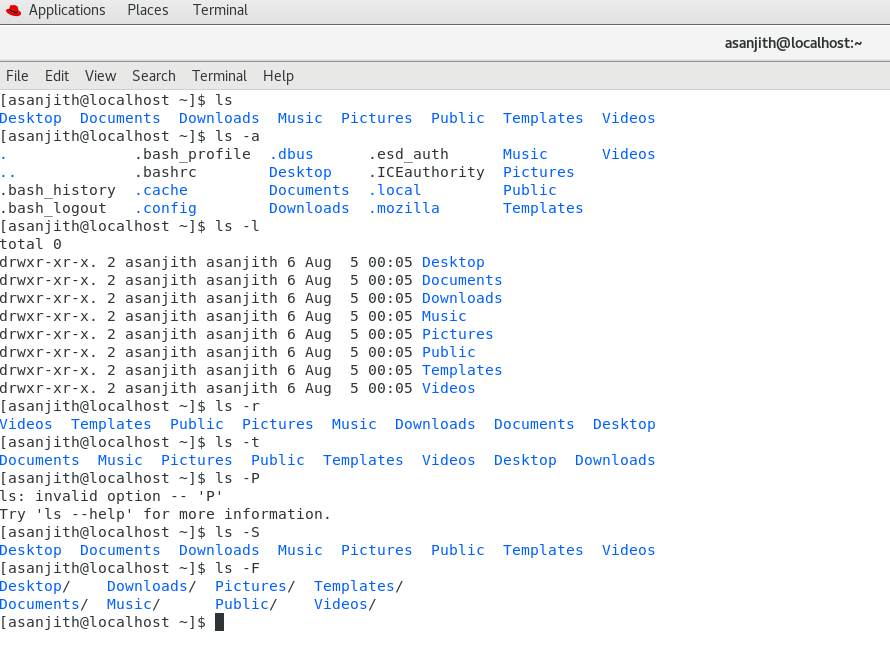 Applications Places Terminal
asanjith@localhost:~
File Edit View Search Terminal Help
[asanjith@localhost ~]$ ls
Desktop  Documents  Downloads  Music  Pictures  Public  Templates  Videos
[asanjith@localhost ~]$ ls -a
.              .bash_profile  .dbus      .esd_auth      Music      Videos
..             .bashrc        Desktop    .ICEauthority  Pictures
.bash_history  .cache         Documents  .local         Public
.bash_logout   .config        Downloads  .mozilla       Templates
[asanjith@localhost ~]$ ls -l
total 0
drwxr-xr-x. 2 asanjith asanjith 6 Aug  5 00:05 Desktop
drwxr-xr-x. 2 asanjith asanjith 6 Aug  5 00:05 Documents
drwxr-xr-x. 2 asanjith asanjith 6 Aug  5 00:05 Downloads
drwxr-xr-x. 2 asanjith asanjith 6 Aug  5 00:05 Music
drwxr-xr-x. 2 asanjith asanjith 6 Aug  5 00:05 Pictures
drwxr-xr-x. 2 asanjith asanjith 6 Aug  5 00:05 Public
drwxr-xr-x. 2 asanjith asanjith 6 Aug  5 00:05 Templates
drwxr-xr-x. 2 asanjith asanjith 6 Aug  5 00:05 Videos
[asanjith@localhost ~]$ ls -r
Videos  Templates  Public  Pictures  Music  Downloads  Documents  Desktop
[asanjith@localhost ~]$ ls -t
Documents  Music  Pictures  Public  Templates  Videos  Desktop  Downloads
[asanjith@localhost ~]$ ls -P
ls: invalid option -- 'P'
Try 'ls --help' for more information.
[asanjith@localhost ~]$ ls -S
Desktop  Documents  Downloads  Music  Pictures  Public  Templates  Videos
[asanjith@localhost ~]$ ls -F
Desktop/    Downloads/  Pictures/  Templates/
Documents/  Music/      Public/    Videos/
[asanjith@localhost ~]$